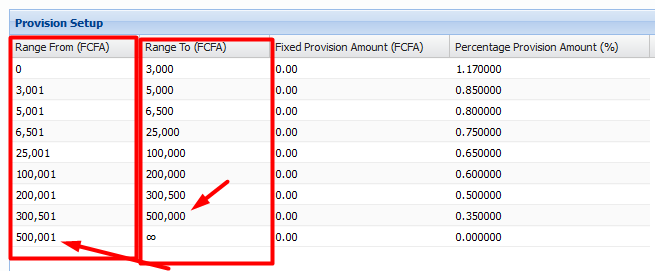 Provision Setup
Range From (FCFA) Range To (FCFA) Fixed Provision Amount (FCFA) Percentage Provision Amount (%)
0 3,000 0.00 1.170000
3,001 5,000 0.00 0.850000
5,001 6,500 0.00 0.800000
6,501 25,000 0.00 0.750000
25,001 100,000 0.00 0.650000
100,001 200,000 0.00 0.600000
200,001 300,500 0.00 0.500000
300,501 500,000 0.00 0.350000
500,001 ∞ 0.00 0.000000